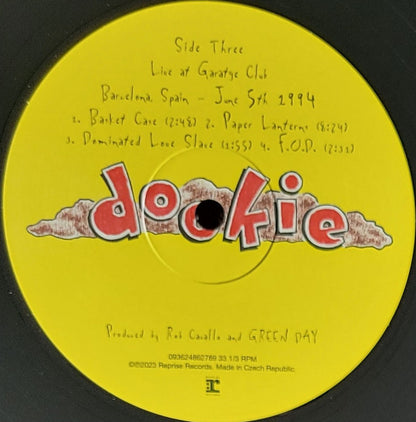 Side Three
Live at Garatge Club
Barcelona, Spain - June 5th 1994
1. Basket Case (2:48) 2. Paper Lanterns (8:24)
3. Dominated Love Slave (1:55) 4. F.O.D. (2:31)
dookie
Produced by Rob Cavallo and GREEN DAY
093624862789 33.1/3 RPM
©℗2023 Reprise Records. Made in Czech Republic
r